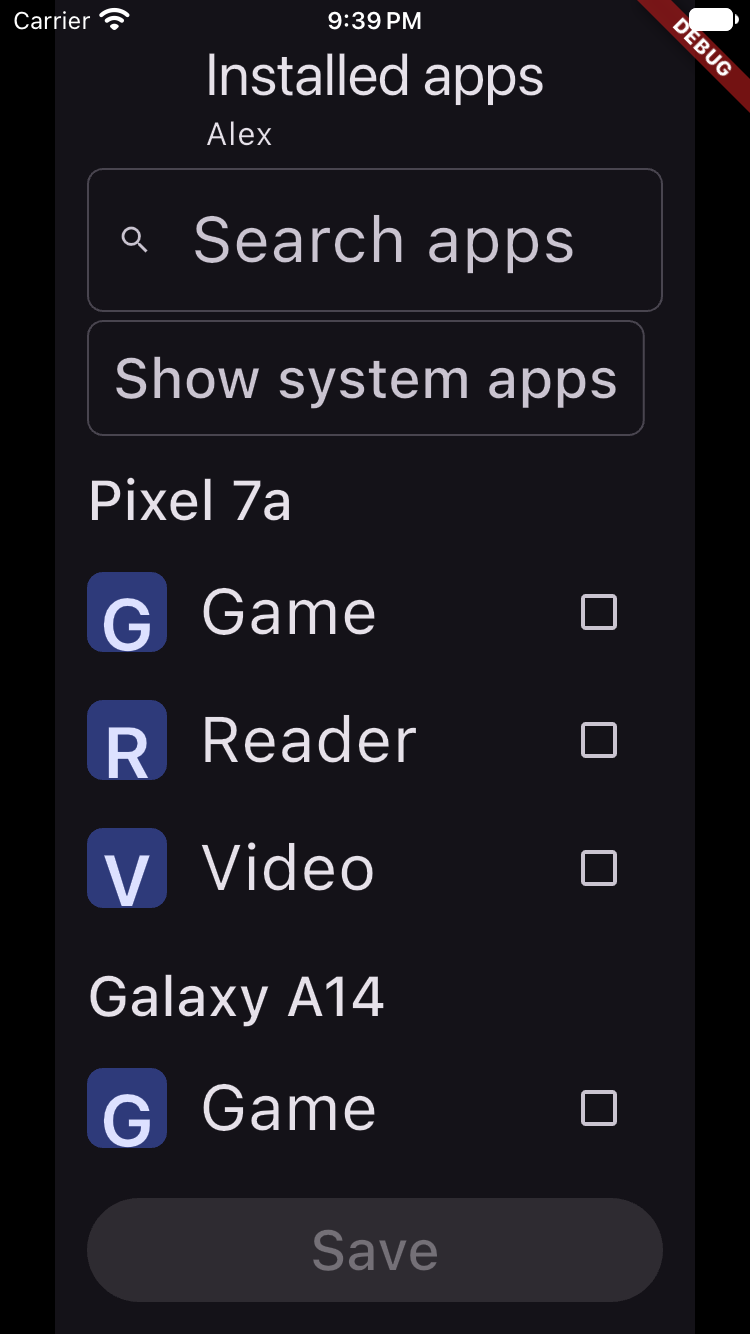 Carrier 9:39 PM
DEBUG
Installed apps
Alex
Search apps
Show system apps
Pixel 7a
G Game
R Reader
V Video
Galaxy A14
G Game
Save